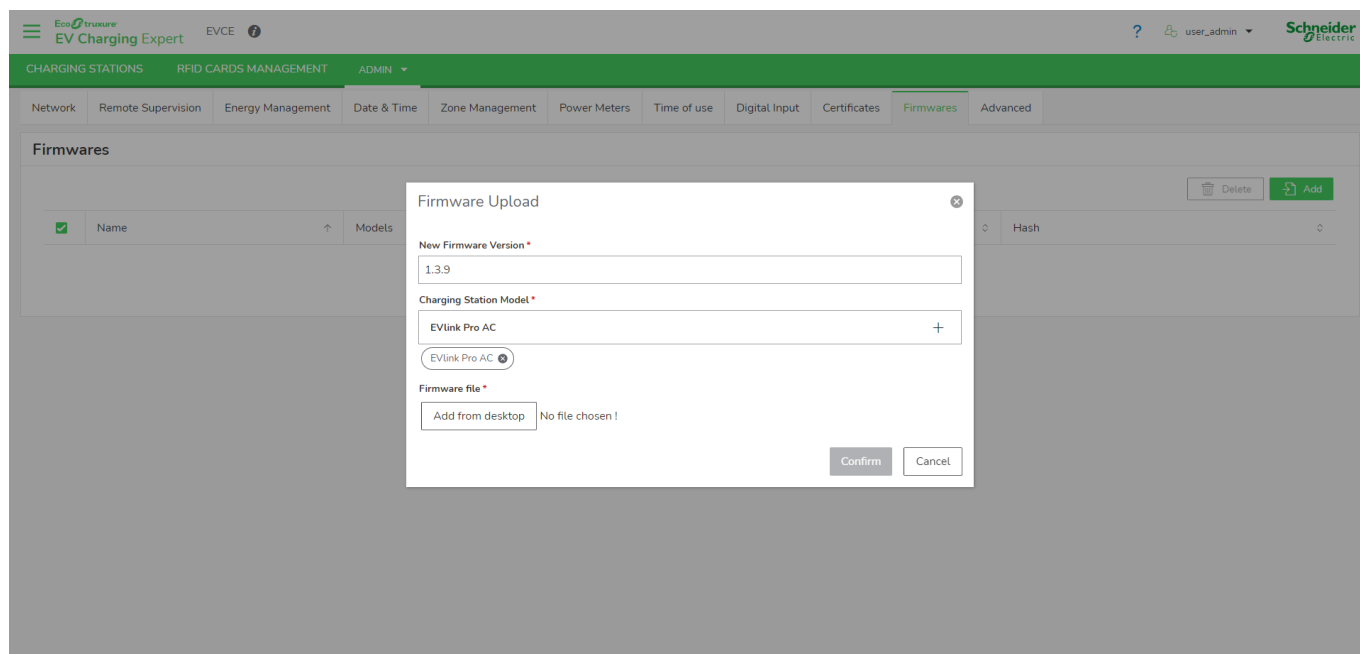 EcoStruxure
EV Charging Expert
EVCE
?
user_admin
Schneider
Electric
CHARGING STATIONS RFID CARDS MANAGEMENT ADMIN
Network Remote Supervision Energy Management Date & Time Zone Management Power Meters Time of use Digital Input Certificates Firmwares Advanced
Firmwares
Delete Add
Name Models Hash
Firmware Upload
New Firmware Version *
1.3.9
Charging Station Model *
EVlink Pro AC +
EVlink Pro AC
Firmware file *
Add from desktop No file chosen !
Confirm Cancel